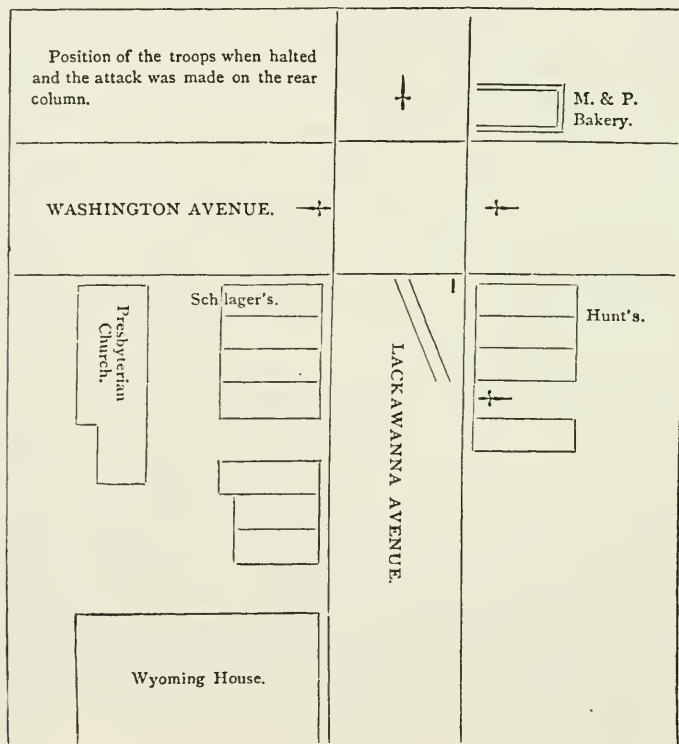 Position of the troops when halted
and the attack was made on the rear
column.
M. & P.
Bakery.
WASHINGTON AVENUE.
Schlager's.
Hunt's.
Presbyterian
Church.
LACKAWANNA AVENUE.
Wyoming House.